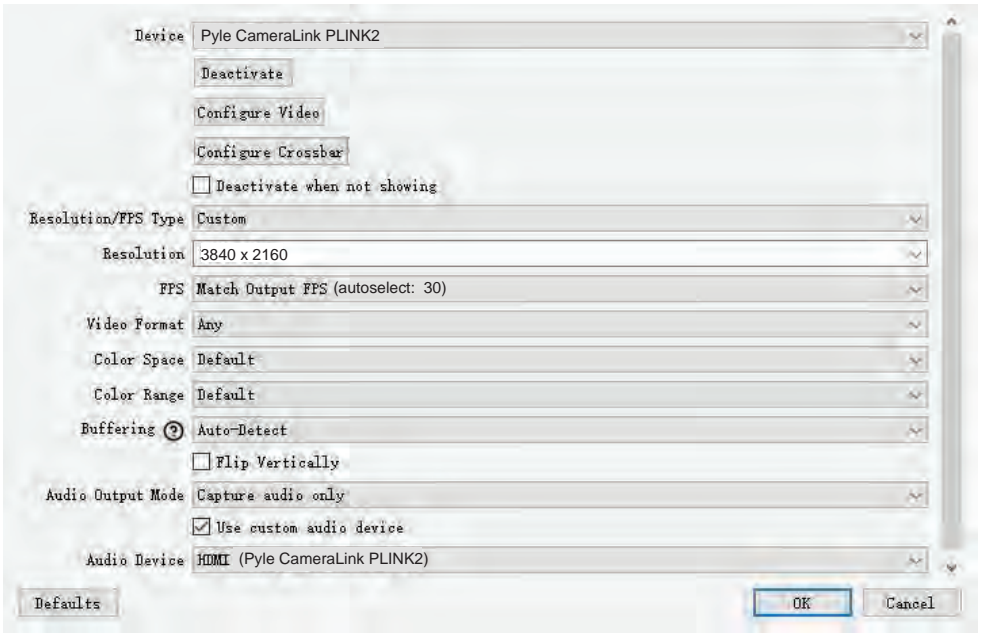 Device Pyle CameraLink PLINK2
Deactivate
Configure Video
Configure Crossbar
Deactivate when not showing
Resolution/FPS Type Custom
Resolution 3840 x 2160
FPS Match Output FPS (autoselect: 30)
Video Format Any
Color Space Default
Color Range Default
Buffering ? Auto-Detect
Flip Vertically
Audio Output Mode Capture audio only
Use custom audio device
Audio Device HDMI (Pyle CameraLink PLINK2)
Defaults OK Cancel